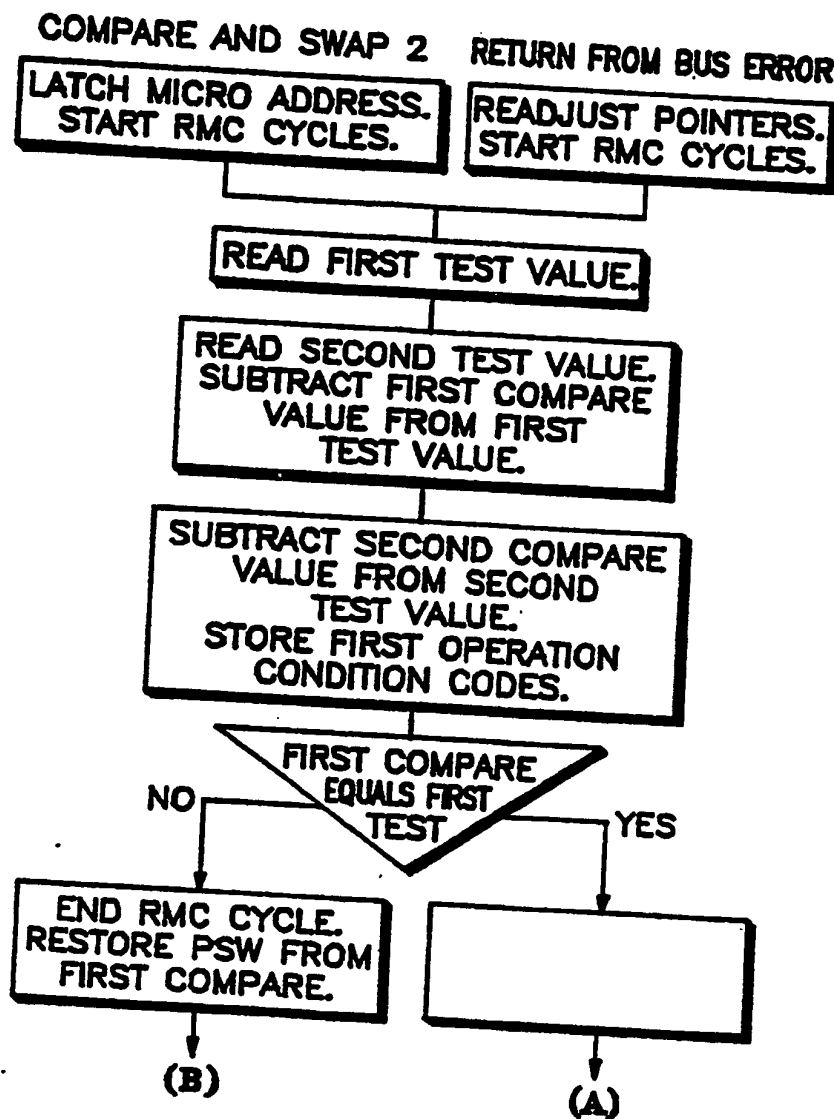 COMPARE AND SWAP 2
RETURN FROM BUS ERROR
LATCH MICRO ADDRESS.
START RMC CYCLES.
READJUST POINTERS.
START RMC CYCLES.
READ FIRST TEST VALUE.
READ SECOND TEST VALUE.
SUBTRACT FIRST COMPARE
VALUE FROM FIRST
TEST VALUE.
SUBTRACT SECOND COMPARE
VALUE FROM SECOND
TEST VALUE.
STORE FIRST OPERATION
CONDITION CODES.
FIRST COMPARE
EQUALS FIRST
TEST
NO
YES
END RMC CYCLE.
RESTORE PSW FROM
FIRST COMPARE.
(B)
(A)